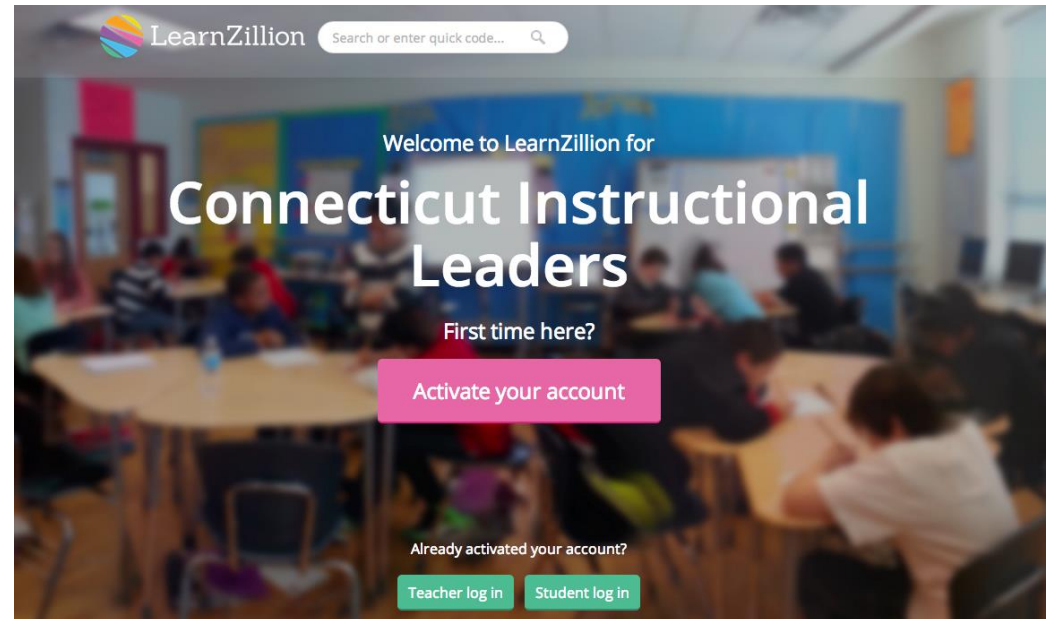 LearnZillion
Search or enter quick code...
Welcome to LearnZillion for
Connecticut Instructional
Leaders
First time here?
Activate your account
Already activated your account?
Teacher log in
Student log in